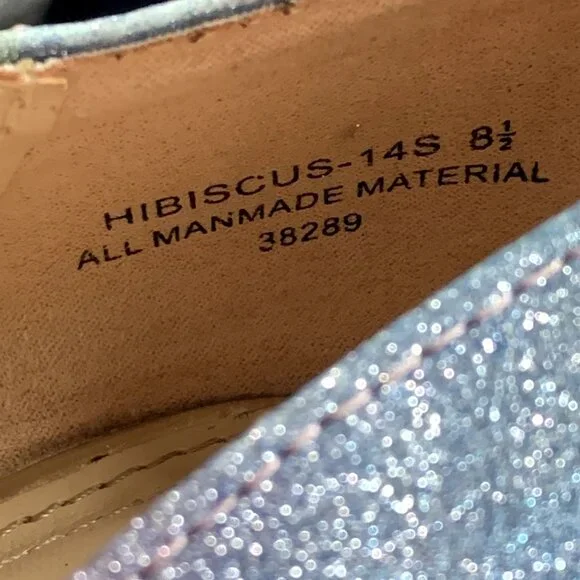 HIBISCUS-14S 8½
ALL MANMADE MATERIAL
38289